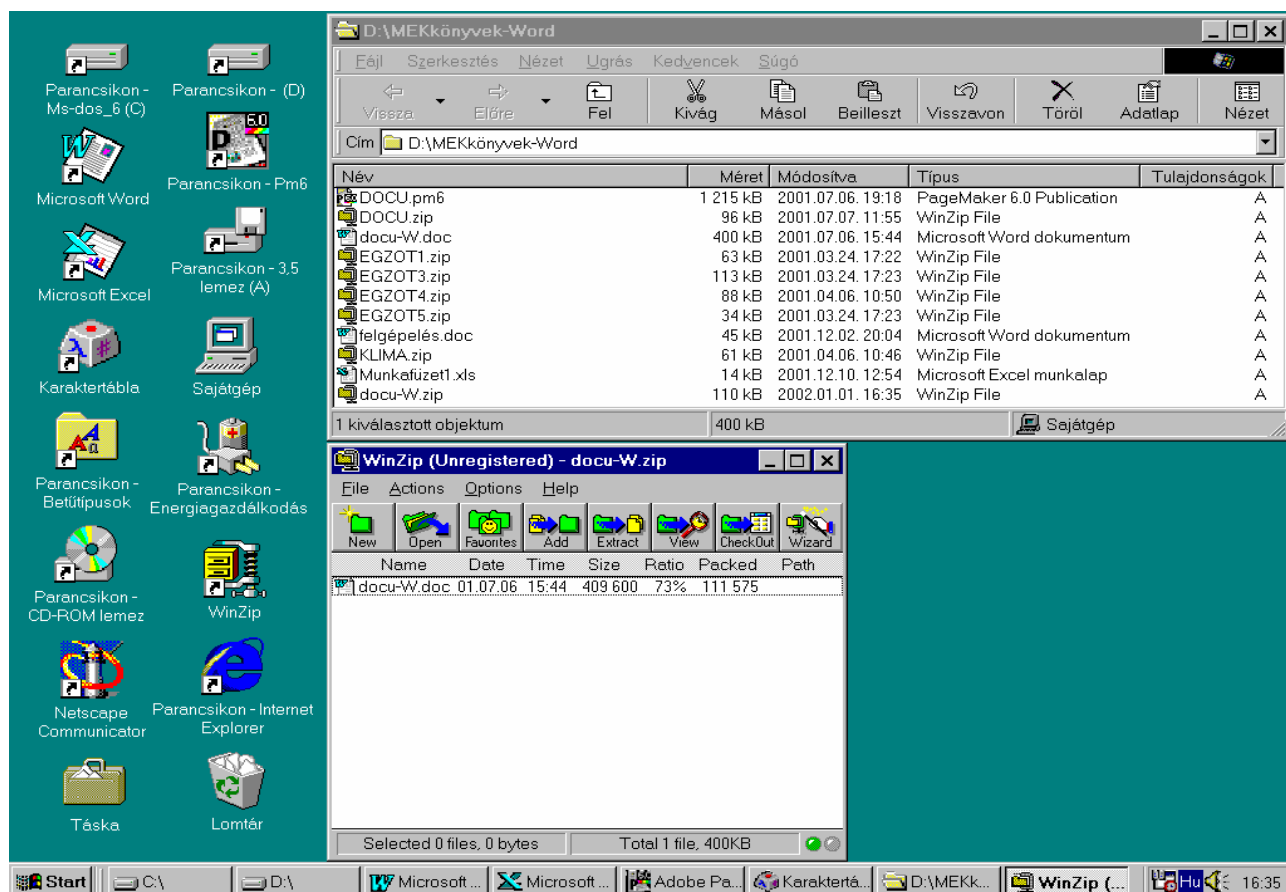 Parancsikon -
Ms-dos_6 (C)
Parancsikon - (D)
Microsoft Word
6.0
Parancsikon - Pm6
Microsoft Excel
Parancsikon - 3,5
lemez (A)
Karaktertábla
Sajátgép
Parancsikon -
Betűtípusok
Parancsikon -
Energiagazdálkodás
Parancsikon -
CD-ROM lemez
WinZip
Netscape
Communicator
Parancsikon - Internet
Explorer
Táska
Lomtár
D:\MEKkönyvek-Word
Fájl Szerkesztés Nézet Ugrás Kedvencek Súgó
Vissza Előre Fel Kivág Másol Beilleszt Visszavon Töröl Adatlap Nézet
Cím D:\MEKkönyvek-Word
Név Méret Módosítva Típus Tulajdonságok
DOCU.pm6 1 215 kB 2001.07.06. 19:18 PageMaker 6.0 Publication A
DOCU.zip 96 kB 2001.07.07. 11:55 WinZip File A
docu-W.doc 400 kB 2001.07.06. 15:44 Microsoft Word dokumentum A
EGZOT1.zip 63 kB 2001.03.24. 17:22 WinZip File A
EGZOT3.zip 113 kB 2001.03.24. 17:23 WinZip File A
EGZOT4.zip 88 kB 2001.04.06. 10:50 WinZip File A
EGZOT5.zip 34 kB 2001.03.24. 17:23 WinZip File A
felgépelés.doc 45 kB 2001.12.02. 20:04 Microsoft Word dokumentum A
KLIMA.zip 61 kB 2001.04.06. 10:46 WinZip File A
Munkafüzet1.xls 14 kB 2001.12.10. 12:54 Microsoft Excel munkalap A
docu-W.zip 110 kB 2002.01.01. 16:35 WinZip File A
1 kiválasztott objektum 400 kB Sajátgép
WinZip (Unregistered) - docu-W.zip
File Actions Options Help
New Open Favorites Add Extract View CheckOut Wizard
Name Date Time Size Ratio Packed Path
docu-W.doc 01.07.06 15:44 409 600 73% 111 575
Selected 0 files, 0 bytes Total 1 file, 400KB
Start C:\ D:\ Microsoft ... Microsoft ... Adobe Pa... Karaktertá... D:\MEKk... WinZip (... Hu 16:35